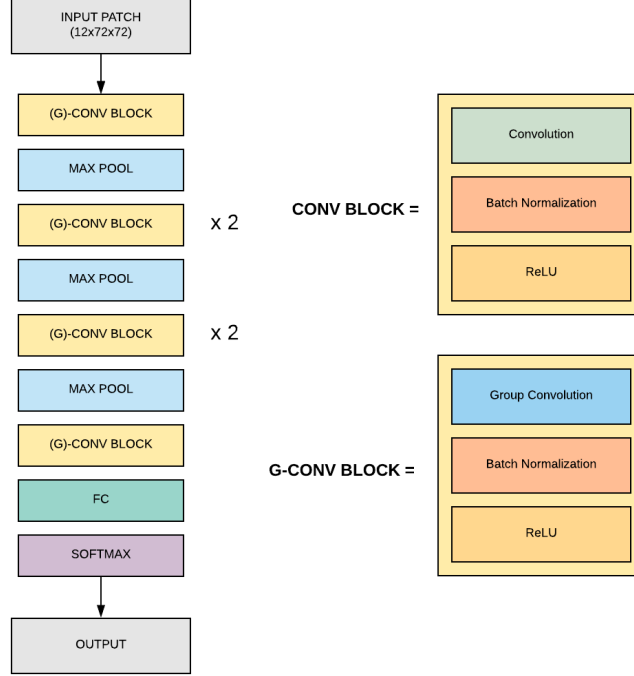 INPUT PATCH
(12x72x72)
(G)-CONV BLOCK
MAX POOL
(G)-CONV BLOCK
x 2
MAX POOL
(G)-CONV BLOCK
x 2
MAX POOL
(G)-CONV BLOCK
FC
SOFTMAX
OUTPUT
CONV BLOCK =
Convolution
Batch Normalization
ReLU
G-CONV BLOCK =
Group Convolution
Batch Normalization
ReLU